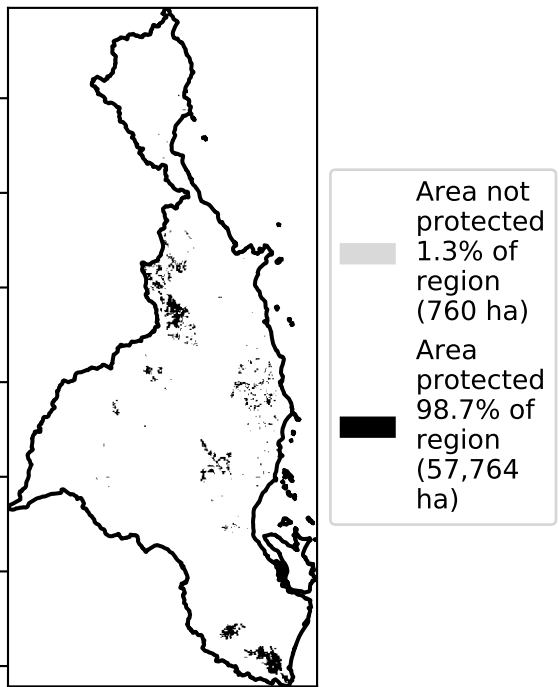 Area not
protected
1.3% of
region
(760 ha)
Area
protected
98.7% of
region
(57,764
ha)